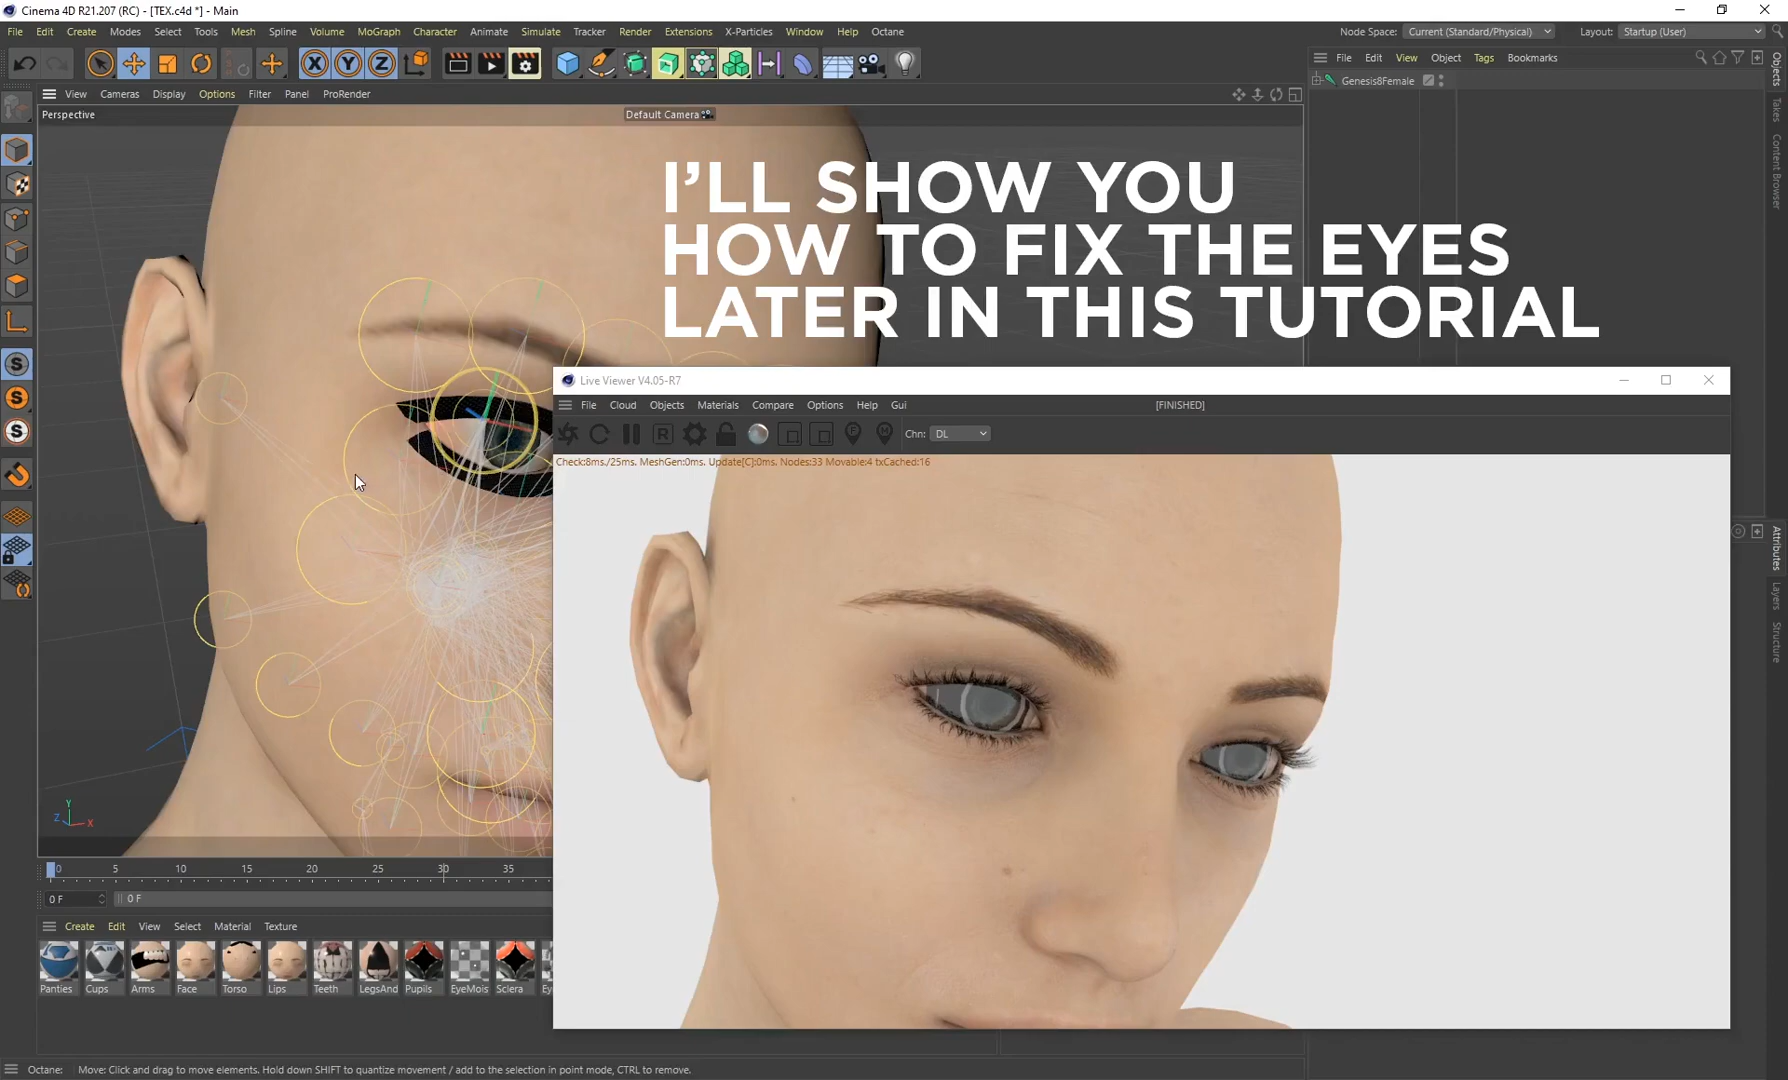 Cinema 4D R21.207 (RC) - [TEX.c4d *] - Main
File Edit Create Modes Select Tools Mesh Spline Volume MoGraph Character Animate Simulate Tracker Render Extensions X-Particles Window Help Octane
Node Space: Current (Standard/Physical) Layout: Startup (User)
File Edit View Object Tags Bookmarks
Genesis8Female
View Cameras Display Options Filter Panel ProRender
Perspective
Default Camera
I'LL SHOW YOU
HOW TO FIX THE EYES
LATER IN THIS TUTORIAL
Live Viewer V4.05-R7
File Cloud Objects Materials Compare Options Help Gui [FINISHED]
Chn: DL
Check:8ms./25ms. MeshGen:0ms. Update[C]:0ms. Nodes:33 Movable:4 txCached:16
Y
Z X
0 5 10 15 20 25 30 35
0 F 0 F
Create Edit View Select Material Texture
Panties Cups Arms Face Torso Lips Teeth LegsAnd Pupils EyeMois Sclera
Octane: Move: Click and drag to move elements. Hold down SHIFT to quantize movement / add to the selection in point mode, CTRL to remove.
Objects
Takes
Content Browser
Attributes
Layers
Structure